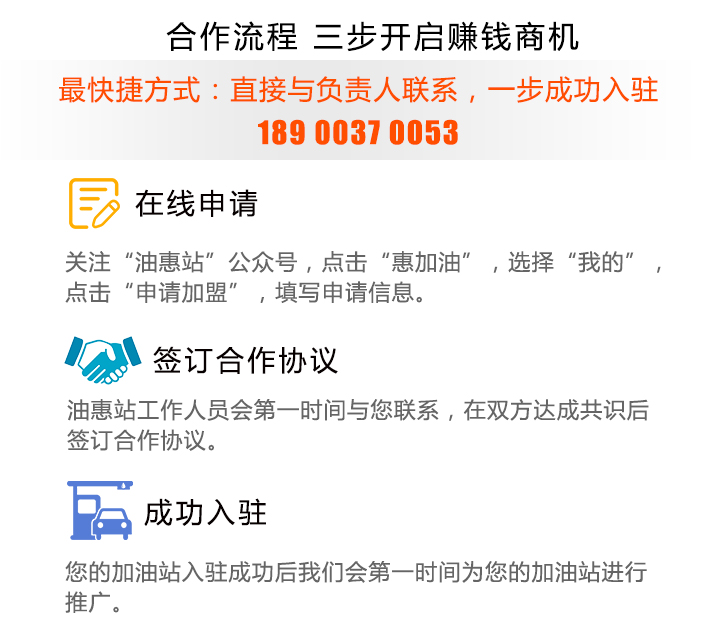 合作流程 三步开启赚钱商机
最快捷方式：直接与负责人联系，一步成功入驻
189 0037 0053
在线申请
关注“油惠站”公众号，点击“惠加油”，选择“我的”，
点击“申请加盟”，填写申请信息。
签订合作协议
油惠站工作人员会第一时间与您联系，在双方达成共识后
签订合作协议。
成功入驻
您的加油站入驻成功后我们会第一时间为您的加油站进行
推广。